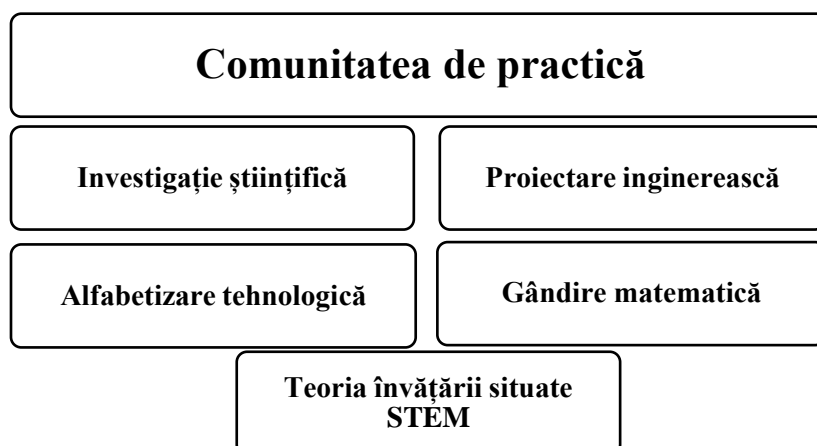 Comunitatea de practică
Investigație științifică
Proiectare inginerească
Alfabetizare tehnologică
Gândire matematică
Teoria învățării situate
STEM